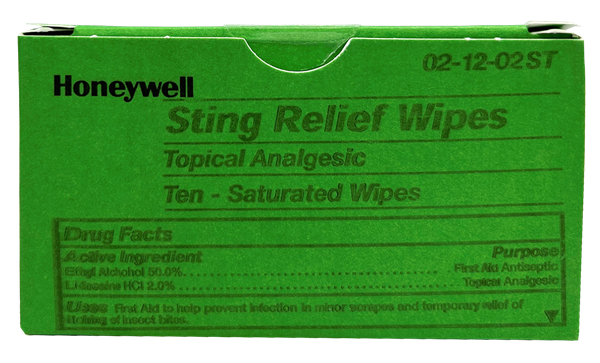 02-12-02ST
Honeywell
Sting Relief Wipes
Topical Analgesic
Ten - Saturated Wipes
Drug Facts
Active Ingredient Purpose
Ethyl Alchohol 50.0% First Aid Antiseptic
Lidocaine HCl 2.0% Topical Analgesic
Uses First Aid to help prevent infection in minor scrapes and temporary relief of
itching of insect bites.